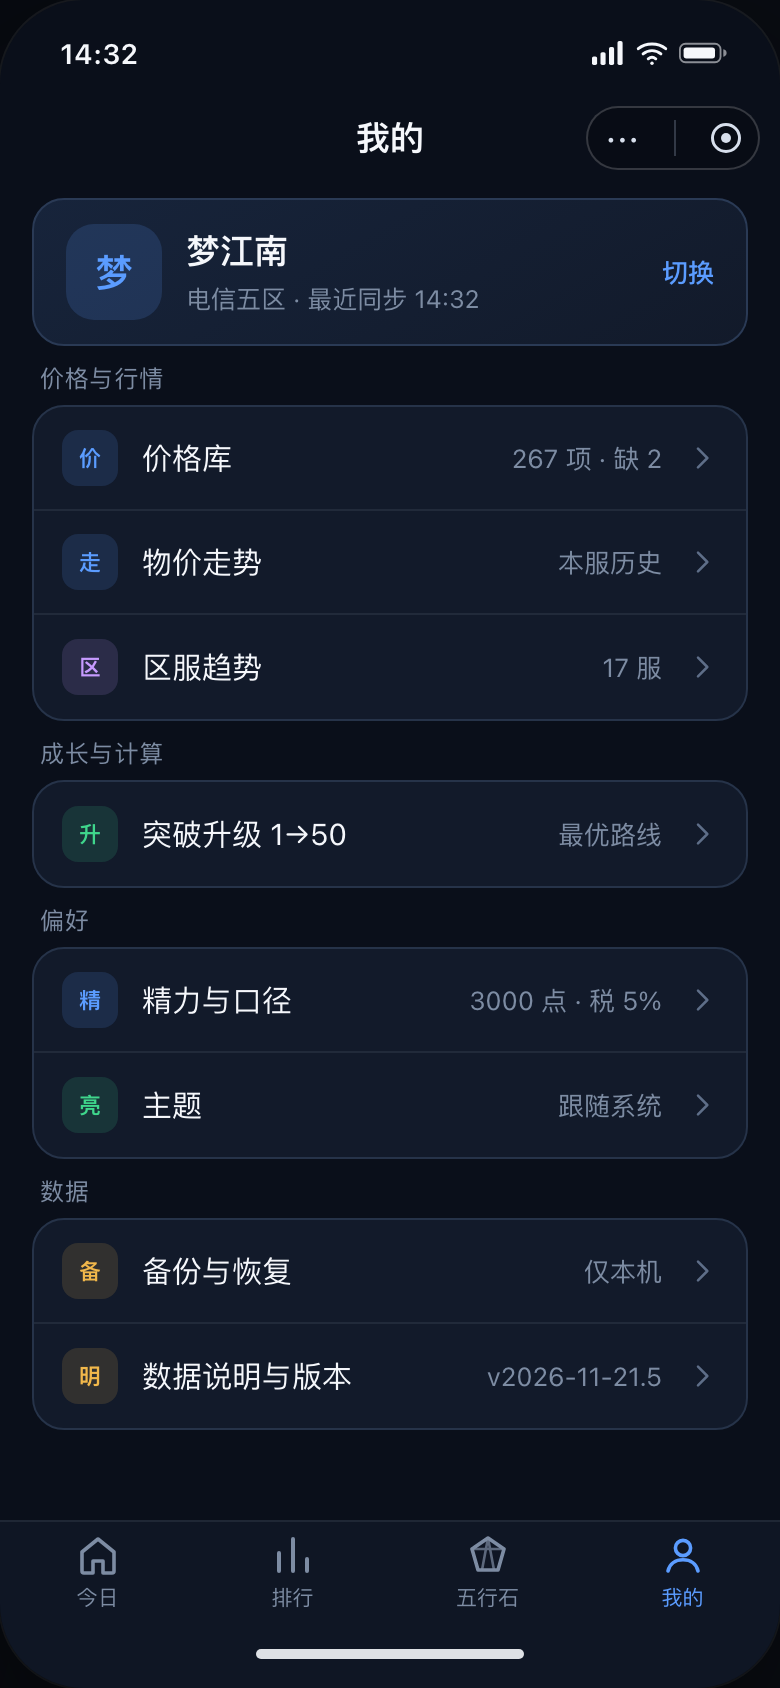 14:32
我的
梦
梦江南
电信五区 · 最近同步 14:32
切换
价格与行情
价 价格库 267 项 · 缺 2
走 物价走势 本服历史
区 区服趋势 17 服
成长与计算
升 突破升级 1→50 最优路线
偏好
精 精力与口径 3000 点 · 税 5%
亮 主题 跟随系统
数据
备 备份与恢复 仅本机
明 数据说明与版本 v2026-11-21.5
今日 排行 五行石 我的